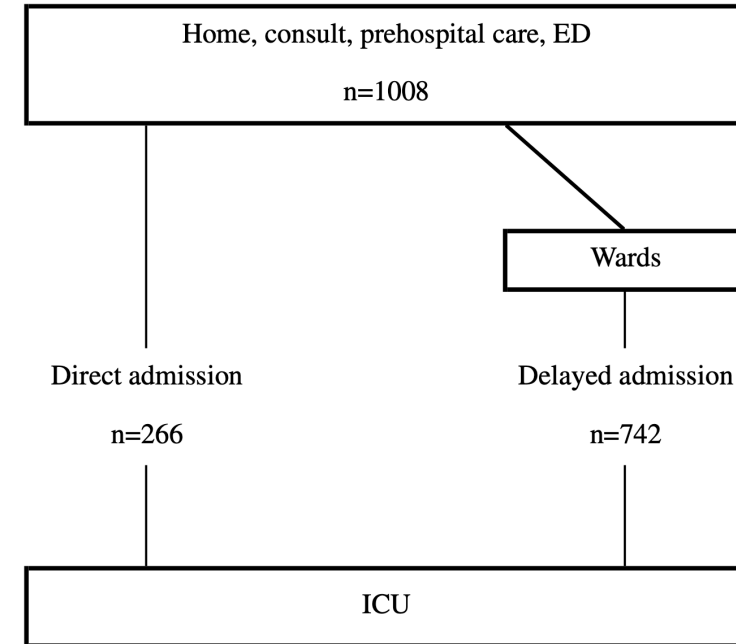 Home, consult, prehospital care, ED
n=1008
Wards
Direct admission
Delayed admission
n=266
n=742
ICU